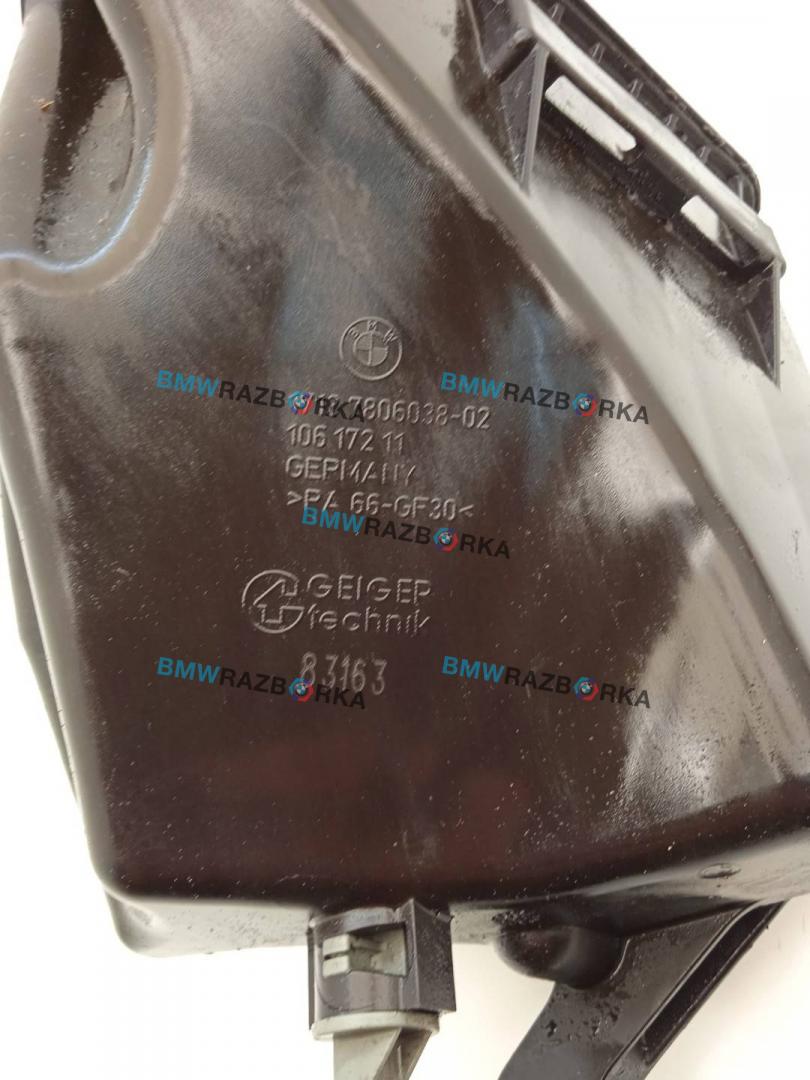 BMW
7806038-02
106 172 11
GERMANY
>PA 66-GF30<
GEIGER
technik
83163
BMWRAZBORKA
BMWRAZBORKA
BMWRAZBORKA
BMWRAZBORKA
BMWRAZBORKA